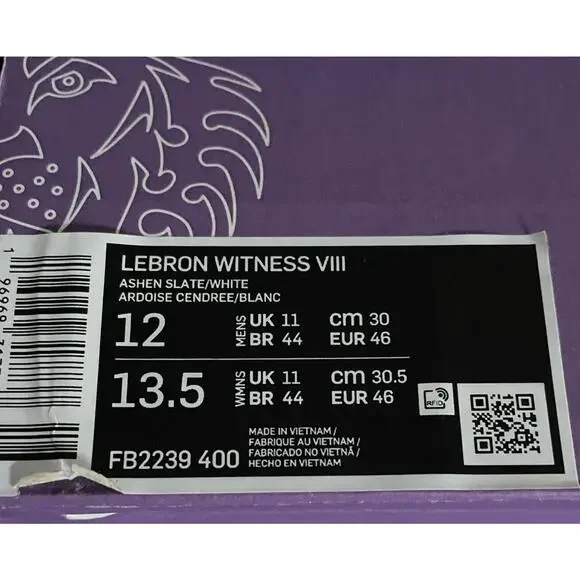 LEBRON WITNESS VIII
ASHEN SLATE/WHITE
ARDOISE CENDREE/BLANC
12 MENS UK 11 CM 30
BR 44 EUR 46
13.5 WMNS UK 11 CM 30.5
BR 44 EUR 46
RFID
FB2239 400
MADE IN VIETNAM /
FABRIQUE AU VIETNAM /
FABRICADO NO VIETNÃ /
HECHO EN VIETNAM